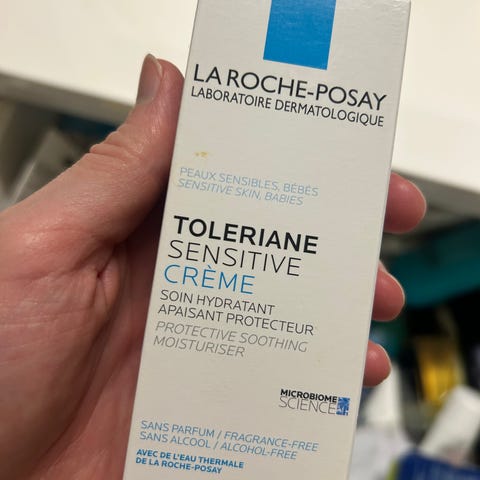 LA ROCHE-POSAY
LABORATOIRE DERMATOLOGIQUE
PEAUX SENSIBLES, BÉBÉS
SENSITIVE SKIN, BABIES
TOLERIANE
SENSITIVE
CRÈME
SOIN HYDRATANT
APAISANT PROTECTEUR
PROTECTIVE SOOTHING
MOISTURISER
MICROBIOME
SCIENCE
SANS PARFUM / FRAGRANCE-FREE
SANS ALCOOL / ALCOHOL-FREE
AVEC DE L'EAU THERMALE
DE LA ROCHE-POSAY